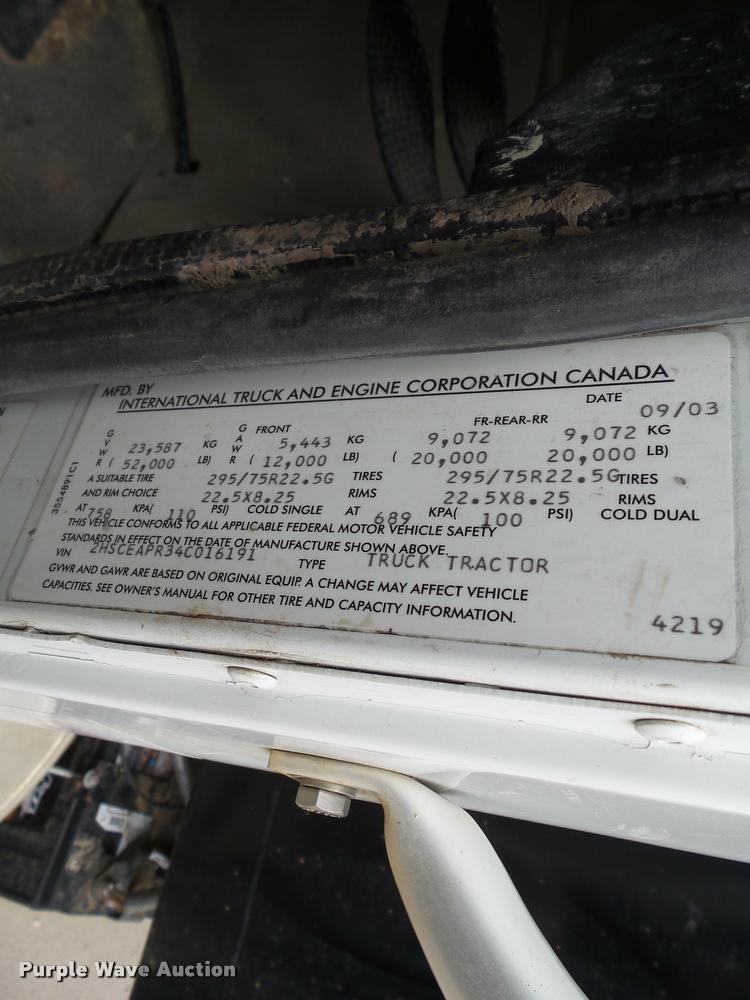 MFD. BY
INTERNATIONAL TRUCK AND ENGINE CORPORATION CANADA
DATE 09/03
GVWR 23,587 KG GAWR FRONT 5,443 KG FR-REAR-RR 9,072 9,072 KG
( 52,000 LB) ( 12,000 LB) ( 20,000 20,000 LB)
A SUITABLE TIRE 295/75R22.5G TIRES 295/75R22.5G TIRES
AND RIM CHOICE 22.5X8.25 RIMS 22.5X8.25 RIMS
AT 758 KPA( 110 PSI) COLD SINGLE AT 689 KPA( 100 PSI) COLD DUAL
THIS VEHICLE CONFORMS TO ALL APPLICABLE FEDERAL MOTOR VEHICLE SAFETY
STANDARDS IN EFFECT ON THE DATE OF MANUFACTURE SHOWN ABOVE.
VIN 2HSCEAPR34C016191 TYPE TRUCK TRACTOR
GVWR AND GAWR ARE BASED ON ORIGINAL EQUIP. A CHANGE MAY AFFECT VEHICLE
CAPACITIES. SEE OWNER'S MANUAL FOR OTHER TIRE AND CAPACITY INFORMATION.
4219
3554891C1
N
Purple Wave Auction